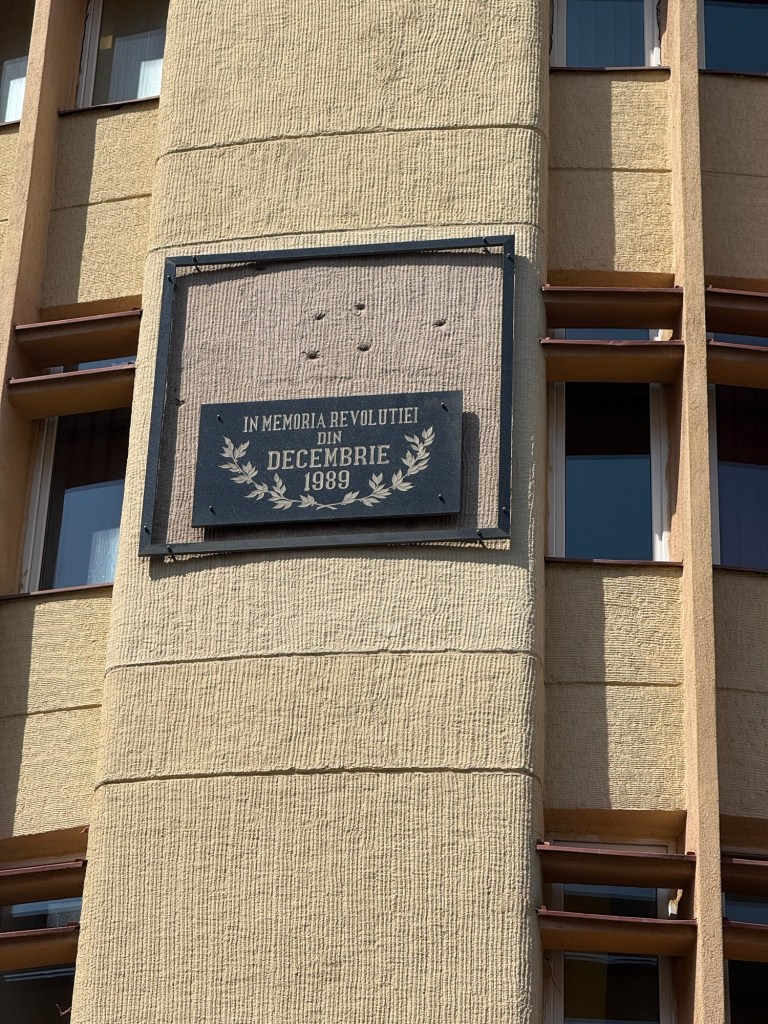 IN MEMORIA REVOLUTIEI
DIN
DECEMBRIE
1989